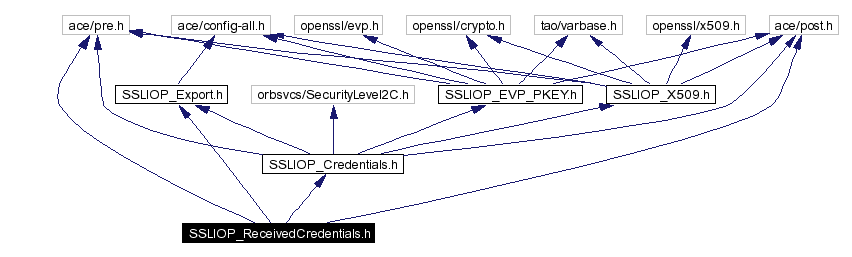 ace/pre.h
ace/config-all.h
openssl/evp.h
openssl/crypto.h
tao/varbase.h
openssl/x509.h
ace/post.h
SSLIOP_Export.h
orbsvcs/SecurityLevel2C.h
SSLIOP_EVP_PKEY.h
SSLIOP_X509.h
SSLIOP_Credentials.h
SSLIOP_ReceivedCredentials.h